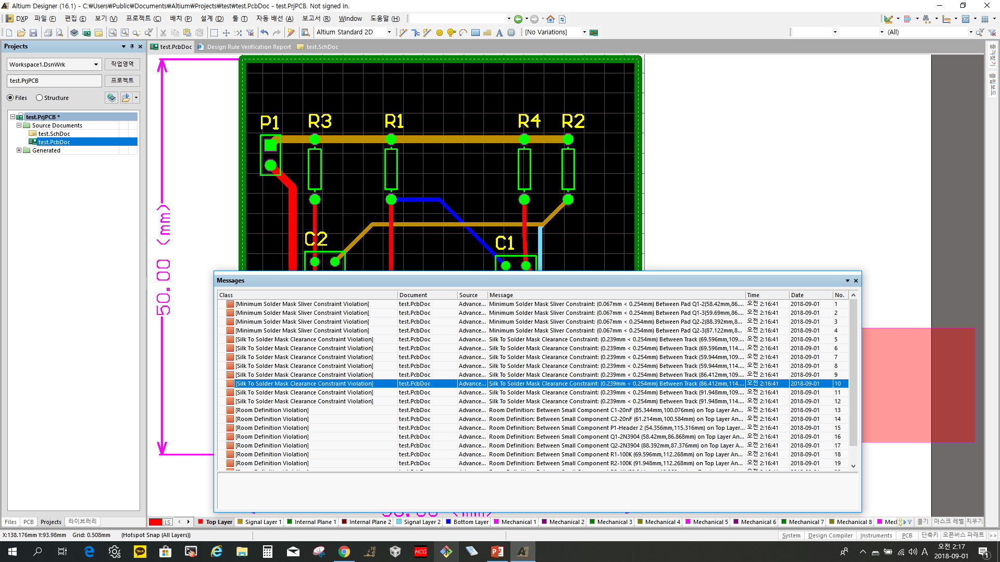 Altium Designer (16.1) - C:₩Users₩Public₩Documents₩Altium₩Projects₩test₩test.PcbDoc - test.PrjPCB. Not signed in.
DXP 파일 (F) 편집 (E) 보기 (V) 프로젝트 (C) 배치 (P) 설계 (D) 툴 (T) 자동 배선 (A) 보고서 (R) Window 도움말 (H)
Altium Standard 2D [No Variations] (All)
Projects
test.PcbDoc Design Rule Verification Report test.SchDoc
Workspace1.DsnWrk 작업영역
test.PrjPCB 프로젝트
Files Structure
test.PrjPCB *
Source Documents
test.SchDoc
test.PcbDoc
Generated
즐겨찾기
클립보드
P1 R3 R1 R4 R2
C2 C1
50.00 (mm)
Messages
Class Document Source Message Time Date No.
[Minimum Solder Mask Sliver Constraint Violation] test.PcbDoc Advance... Minimum Solder Mask Sliver Constraint: (0.067mm < 0.254mm) Between Pad Q1-2(58.42mm,86.... 오전 2:16:41 2018-09-01 1
[Minimum Solder Mask Sliver Constraint Violation] test.PcbDoc Advance... Minimum Solder Mask Sliver Constraint: (0.067mm < 0.254mm) Between Pad Q1-3(59.69mm,86.... 오전 2:16:41 2018-09-01 2
[Minimum Solder Mask Sliver Constraint Violation] test.PcbDoc Advance... Minimum Solder Mask Sliver Constraint: (0.067mm < 0.254mm) Between Pad Q2-2(88.392mm,8... 오전 2:16:41 2018-09-01 3
[Minimum Solder Mask Sliver Constraint Violation] test.PcbDoc Advance... Minimum Solder Mask Sliver Constraint: (0.067mm < 0.254mm) Between Pad Q2-3(87.122mm,8... 오전 2:16:41 2018-09-01 4
[Silk To Solder Mask Clearance Constraint Violation] test.PcbDoc Advance... Silk To Solder Mask Clearance Constraint: (0.239mm < 0.254mm) Between Track (69.596mm,109.... 오전 2:16:41 2018-09-01 5
[Silk To Solder Mask Clearance Constraint Violation] test.PcbDoc Advance... Silk To Solder Mask Clearance Constraint: (0.239mm < 0.254mm) Between Track (69.596mm,114.... 오전 2:16:41 2018-09-01 6
[Silk To Solder Mask Clearance Constraint Violation] test.PcbDoc Advance... Silk To Solder Mask Clearance Constraint: (0.239mm < 0.254mm) Between Track (59.944mm,109.... 오전 2:16:41 2018-09-01 7
[Silk To Solder Mask Clearance Constraint Violation] test.PcbDoc Advance... Silk To Solder Mask Clearance Constraint: (0.239mm < 0.254mm) Between Track (59.944mm,114.... 오전 2:16:41 2018-09-01 8
[Silk To Solder Mask Clearance Constraint Violation] test.PcbDoc Advance... Silk To Solder Mask Clearance Constraint: (0.239mm < 0.254mm) Between Track (86.412mm,109.... 오전 2:16:41 2018-09-01 9
[Silk To Solder Mask Clearance Constraint Violation] test.PcbDoc Advance... Silk To Solder Mask Clearance Constraint: (0.239mm < 0.254mm) Between Track (86.412mm,114.... 오전 2:16:41 2018-09-01 10
[Silk To Solder Mask Clearance Constraint Violation] test.PcbDoc Advance... Silk To Solder Mask Clearance Constraint: (0.239mm < 0.254mm) Between Track (91.948mm,109.... 오전 2:16:41 2018-09-01 11
[Silk To Solder Mask Clearance Constraint Violation] test.PcbDoc Advance... Silk To Solder Mask Clearance Constraint: (0.239mm < 0.254mm) Between Track (91.948mm,114.... 오전 2:16:41 2018-09-01 12
[Room Definition Violation] test.PcbDoc Advance... Room Definition: Between Small Component C1-20nF (85.344mm,100.076mm) on Top Layer An... 오전 2:16:41 2018-09-01 13
[Room Definition Violation] test.PcbDoc Advance... Room Definition: Between Small Component C2-20nF (61.214mm,100.584mm) on Top Layer An... 오전 2:16:41 2018-09-01 14
[Room Definition Violation] test.PcbDoc Advance... Room Definition: Between Small Component P1-Header 2 (54.356mm,115.316mm) on Top Layer... 오전 2:16:41 2018-09-01 15
[Room Definition Violation] test.PcbDoc Advance... Room Definition: Between Small Component Q1-2N3904 (58.42mm,86.868mm) on Top Layer An... 오전 2:16:41 2018-09-01 16
[Room Definition Violation] test.PcbDoc Advance... Room Definition: Between Small Component Q2-2N3904 (88.392mm,87.376mm) on Top Layer A... 오전 2:16:41 2018-09-01 17
[Room Definition Violation] test.PcbDoc Advance... Room Definition: Between Small Component R1-100K (69.596mm,112.268mm) on Top Layer An... 오전 2:16:41 2018-09-01 18
[Room Definition Violation] test.PcbDoc Advance... Room Definition: Between Small Component R2-100K (91.948mm,112.268mm) on Top Layer An... 오전 2:16:41 2018-09-01 19
Files PCB Projects 라이브러리
LS Top Layer Signal Layer 1 Internal Plane 1 Internal Plane 2 Signal Layer 2 Bottom Layer Mechanical 1 Mechanical 2 Mechanical 3 Mechanical 4 Mechanical 5 Mechanical 6 Mechanical 7 Mechanical 8 Mecl 물기 마스크 레벨 지우기
X:138.176mm Y:93.98mm Grid: 0.508mm (Hotspot Snap (All Layers)) System Design Compiler Instruments PCB 단축키 오픈버스 파래트 >>
TALK HCG 16 16 A 오전 2:17
2018-09-01 1